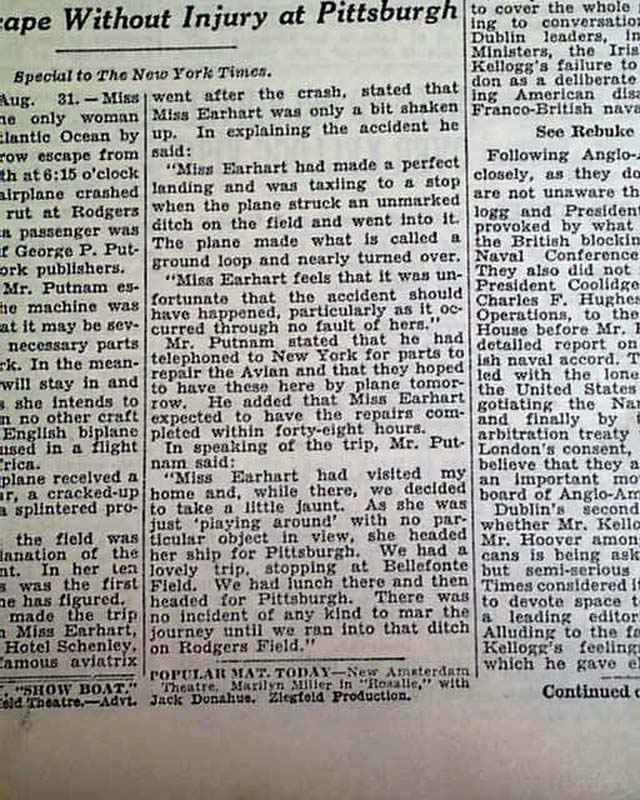 cape Without Injury at Pittsburgh
Special to The New York Times.
Aug. 31.—Miss
he only woman
tlantic Ocean by
row escape from
th at 6:15 o'clock
airplane crashed
rut at Rodgers
a passenger was
f George P. Put-
ork publishers.
Mr. Putnam es-
he machine was
at it may be sev-
necessary parts
rk. In the mean-
will stay in and
s she intends to
n no other craft
English biplane
used in a flight
frica.
plane received a
ar, a cracked-up
a splintered pro-
the field was
lanation of the
nt. In her ten
s was the first
he has figured.
made the trip
h Miss Earhart,
Hotel Schenley,
famous aviatrix
"SHOW BOAT."
eld Theatre.—Advt.
went after the crash, stated that
Miss Earhart was only a bit shaken
up. In explaining the accident he
said:
"Miss Earhart had made a perfect
landing and was taxiing to a stop
when the plane struck an unmarked
ditch on the field and went into it.
The plane made what is called a
ground loop and nearly turned over.
"Miss Earhart feels that it was un-
fortunate that the accident should
have happened, particularly as it oc-
curred through no fault of hers."
Mr. Putnam stated that he had
telephoned to New York for parts to
repair the Avian and that they hoped
to have these here by plane tomor-
row. He added that Miss Earhart
expected to have the repairs com-
pleted within forty-eight hours.
In speaking of the trip, Mr. Put-
nam said:
"Miss Earhart had visited my
home and, while there, we decided
to take a little jaunt. As she was
just 'playing around' with no par-
ticular object in view, she headed
her ship for Pittsburgh. We had a
lovely trip, stopping at Bellefonte
Field. We had lunch there and then
headed for Pittsburgh. There was
no incident of any kind to mar the
journey until we ran into that ditch
on Rodgers Field."
POPULAR MAT. TODAY—New Amsterdam
Theatre, Marilyn Miller in "Rosalie," with
Jack Donahue. Ziegfeld Production.
to cover the whole
ing to conversatio
Dublin leaders, in
Ministers, the Iris
Kellogg's failure to
don as a deliberate
ing American disa
Franco-British nava
See Rebuke
Following Anglo-A
closely, as they do
are not unaware th
logg and President
provoked by what
the British blockin
Naval Conference
They also did not
President Coolidge
Charles F. Hughes
Operations, to the
House before Mr. K
detailed report on
ish naval accord. T
led with the lone
the United States
gotiating the Nav
and finally by t
arbitration treaty
London's consent,
believe that they a
an important mov
board of Anglo-Am
Dublin's second
whether Mr. Kello
Mr. Hoover amon
cans is being ask
but semi-serious
Times considered it
to devote space t
a leading editor
Alluding to the fa
Kellogg's feeling
which he gave e
Continued o